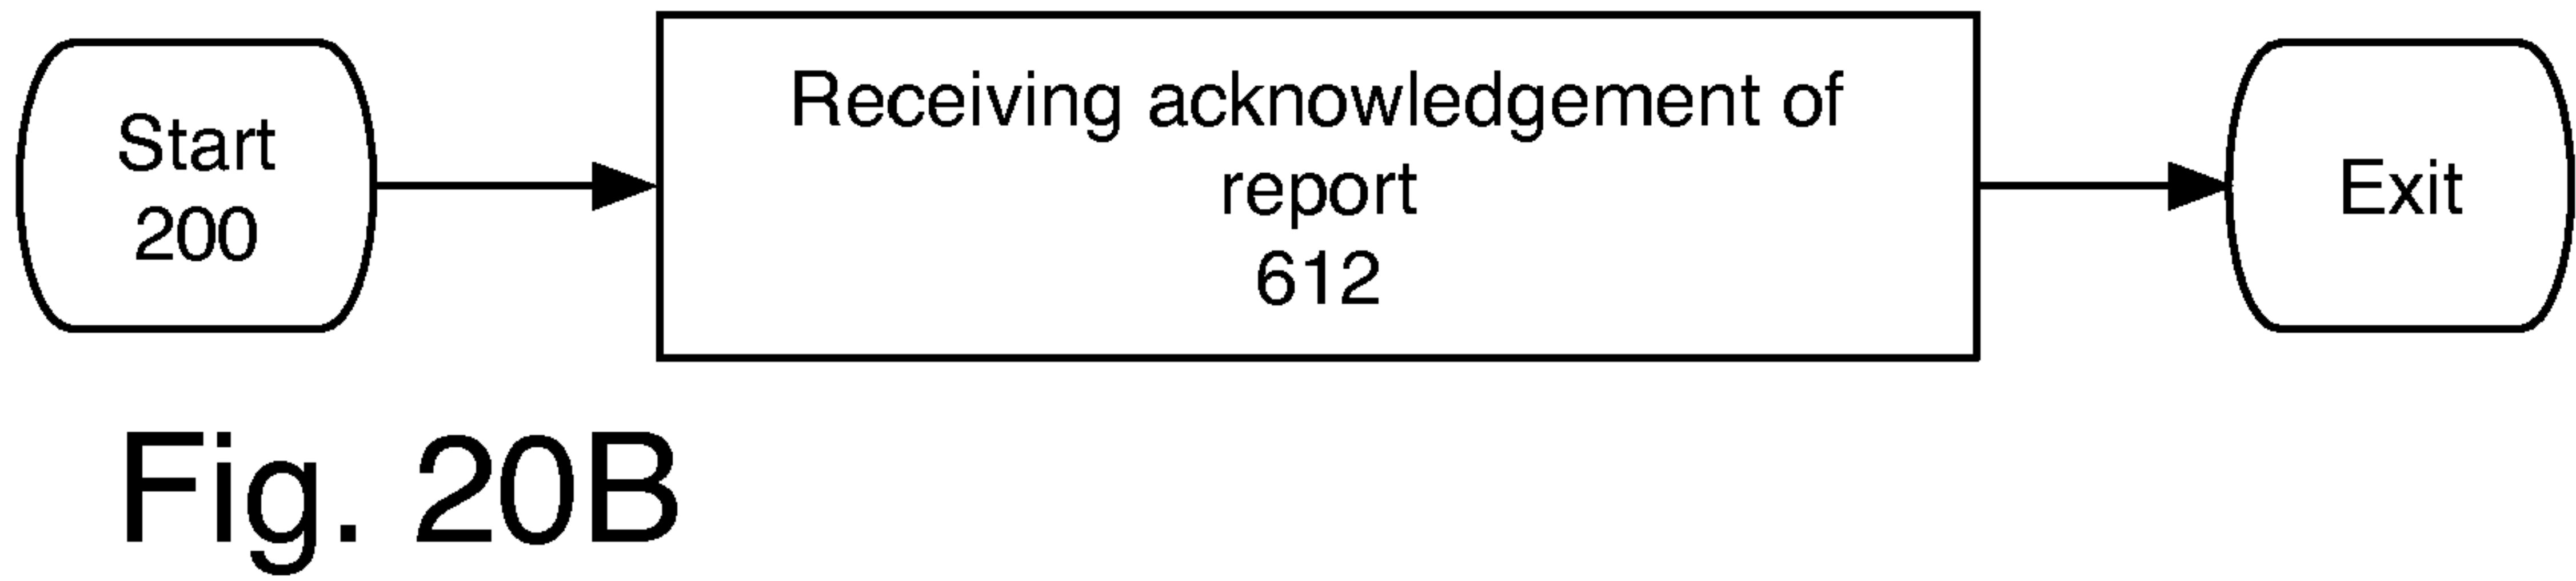 Start
200
Receiving acknowledgement of
report
612
Exit
Fig. 20B